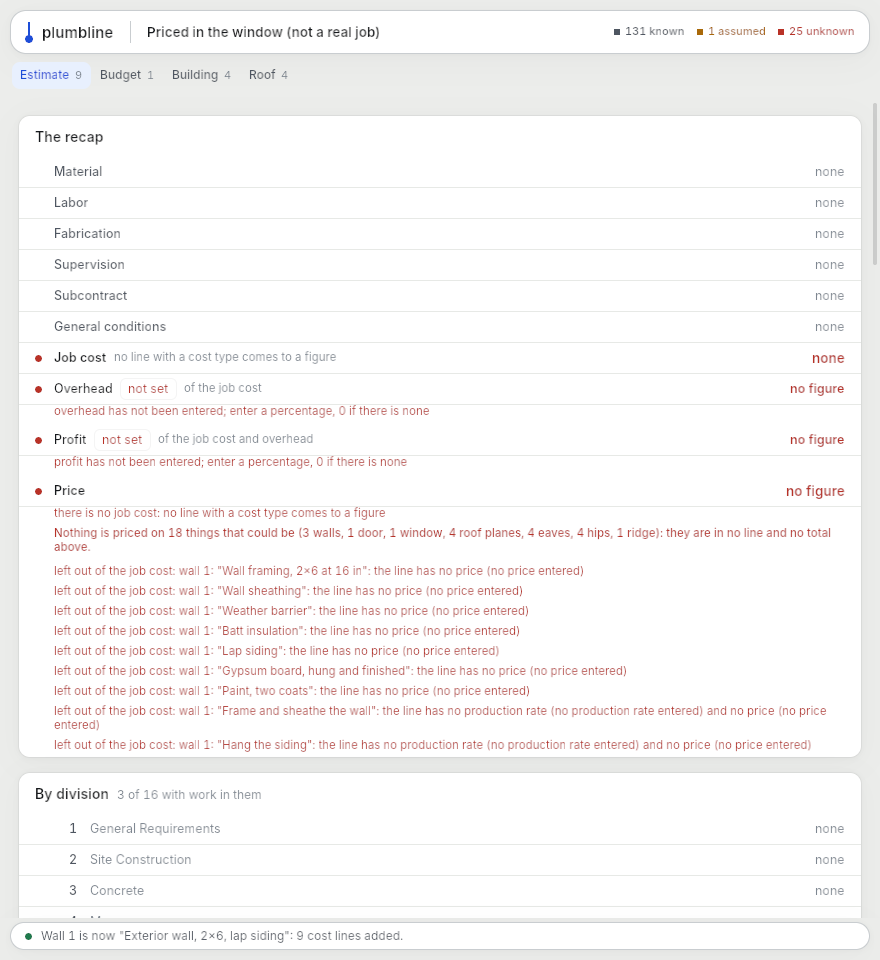 plumbline
Priced in the window (not a real job)
131 known
1 assumed
25 unknown
Estimate 9
Budget 1
Building 4
Roof 4
The recap
Material none
Labor none
Fabrication none
Supervision none
Subcontract none
General conditions none
Job cost no line with a cost type comes to a figure none
Overhead not set of the job cost no figure
overhead has not been entered; enter a percentage, 0 if there is none
Profit not set of the job cost and overhead no figure
profit has not been entered; enter a percentage, 0 if there is none
Price no figure
there is no job cost: no line with a cost type comes to a figure
Nothing is priced on 18 things that could be (3 walls, 1 door, 1 window, 4 roof planes, 4 eaves, 4 hips, 1 ridge): they are in no line and no total
above.
left out of the job cost: wall 1: "Wall framing, 2×6 at 16 in": the line has no price (no price entered)
left out of the job cost: wall 1: "Wall sheathing": the line has no price (no price entered)
left out of the job cost: wall 1: "Weather barrier": the line has no price (no price entered)
left out of the job cost: wall 1: "Batt insulation": the line has no price (no price entered)
left out of the job cost: wall 1: "Lap siding": the line has no price (no price entered)
left out of the job cost: wall 1: "Gypsum board, hung and finished": the line has no price (no price entered)
left out of the job cost: wall 1: "Paint, two coats": the line has no price (no price entered)
left out of the job cost: wall 1: "Frame and sheathe the wall": the line has no production rate (no production rate entered) and no price (no price
entered)
left out of the job cost: wall 1: "Hang the siding": the line has no production rate (no production rate entered) and no price (no price entered)
By division 3 of 16 with work in them
1 General Requirements none
2 Site Construction none
3 Concrete none
Wall 1 is now "Exterior wall, 2×6, lap siding": 9 cost lines added.